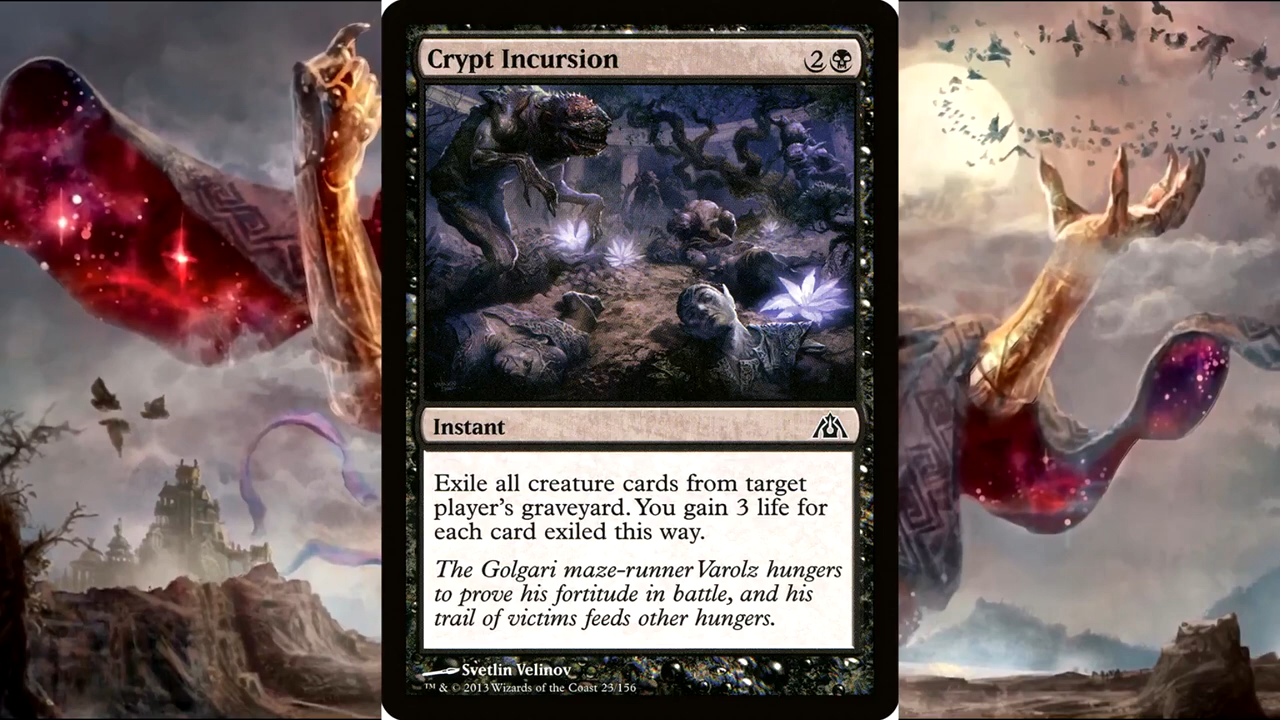 Crypt Incursion 2
Instant
Exile all creature cards from target
player's graveyard. You gain 3 life for
each card exiled this way.
The Golgari maze-runner Varolz hungers
to prove his fortitude in battle, and his
trail of victims feeds other hungers.
Svetlin Velinov
™ & © 2013 Wizards of the Coast 23/156